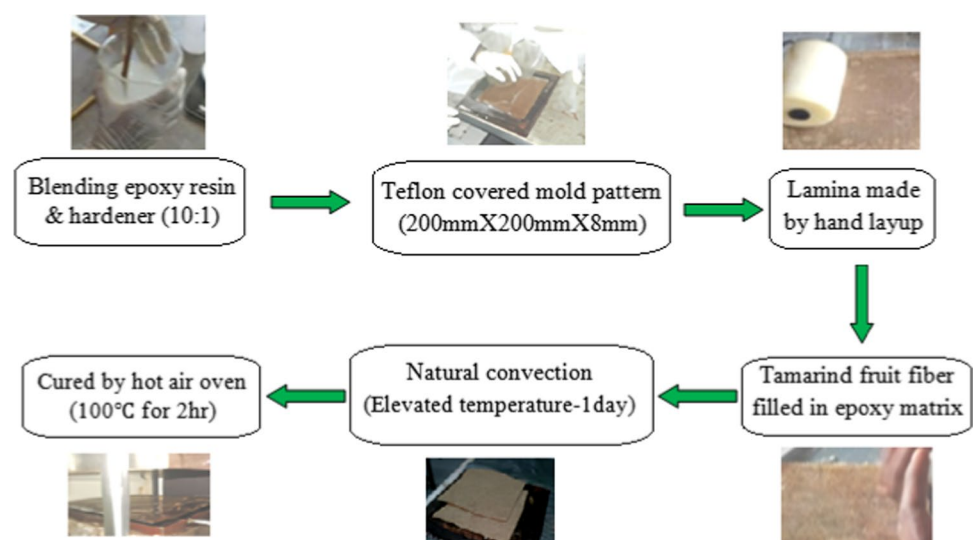 Blending epoxy resin
& hardener (10:1)
Teflon covered mold pattern
(200mmX200mmX8mm)
Lamina made
by hand layup
Tamarind fruit fiber
filled in epoxy matrix
Natural convection
(Elevated temperature-1day)
Cured by hot air oven
(100℃ for 2hr)